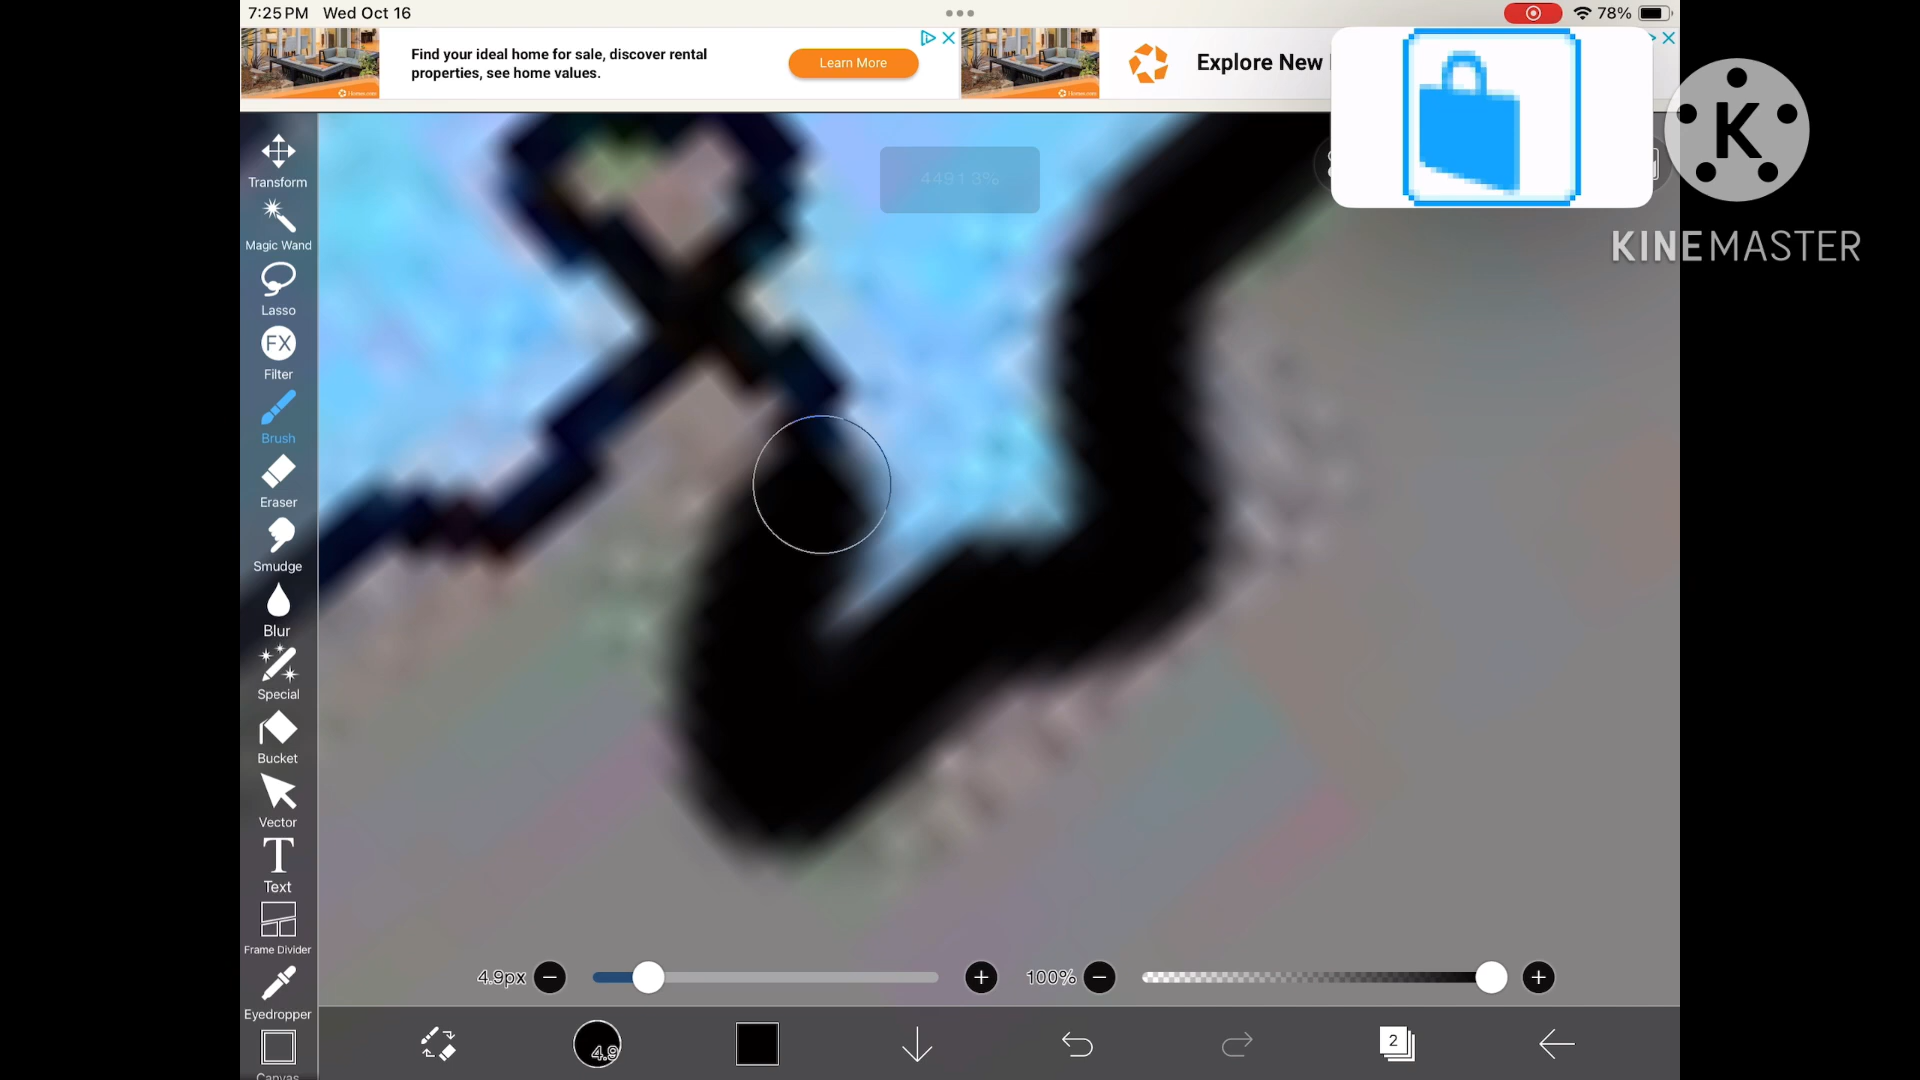 7:25 PM Wed Oct 16
78%
Find your ideal home for sale, discover rental
properties, see home values.
Learn More
Explore New
K
KINEMASTER
4491.3%
Transform
Magic Wand
Lasso
FX
Filter
Brush
Eraser
Smudge
Blur
Special
Bucket
Vector
T
Text
Frame Divider
Eyedropper
Canvas
4.9px
100%
4.9
2